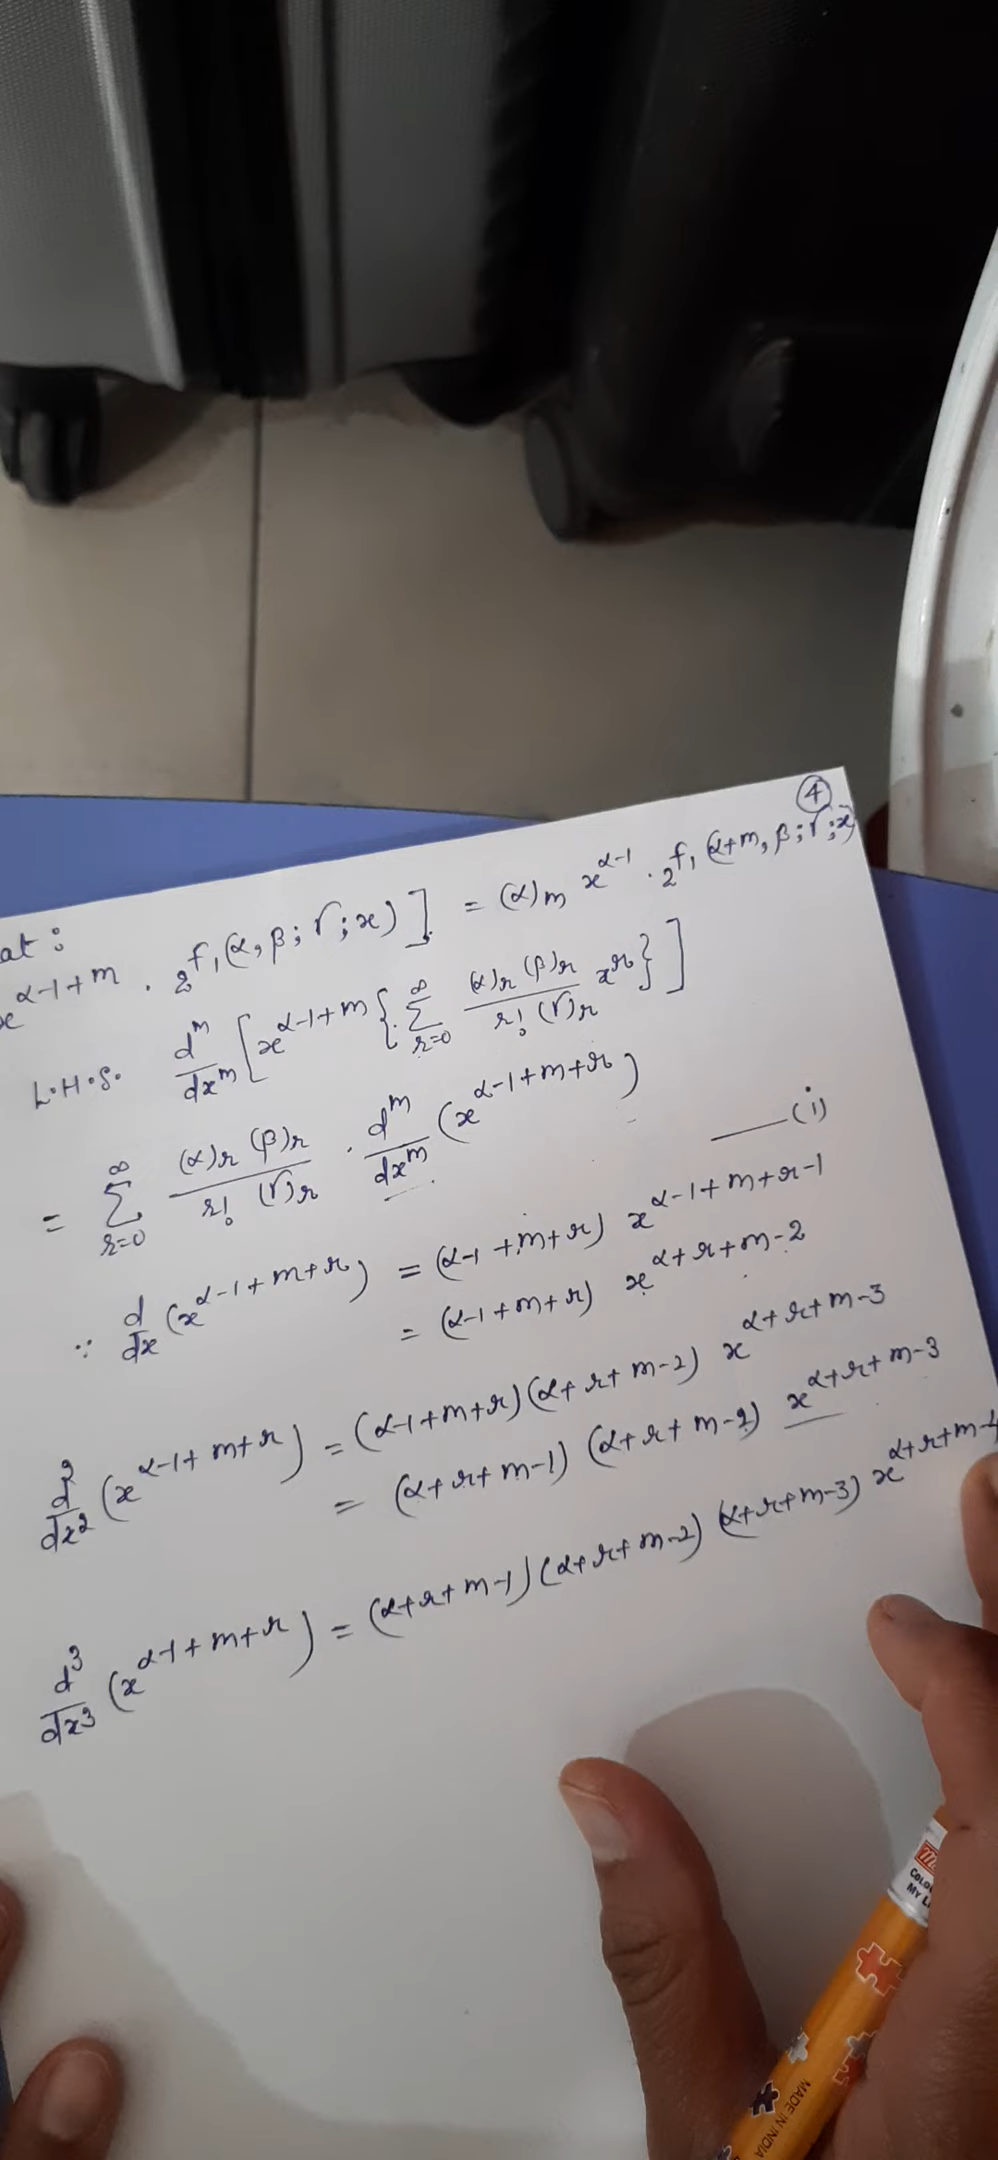 ④
at :
x^{α-1+m} . ₂F₁(α, β; γ; x) ] = (α)_m x^{α-1} . ₂F₁(α+m, β; γ; x)
L.H.S. d^m/dx^m [ x^{α-1+m} { ∑_{r=0}^{∞} (α)_r (β)_r / r! (γ)_r x^r } ]
= ∑_{r=0}^{∞} (α)_r (β)_r / r! (γ)_r . d^m/dx^m (x^{α-1+m+r}) —— (i)
∵ d/dx (x^{α-1+m+r}) = (α-1+m+r) x^{α-1+m+r-1}
= (α-1+m+r) x^{α+r+m-2}
d²/dx² (x^{α-1+m+r}) = (α-1+m+r)(α+r+m-2) x^{α+r+m-3}
= (α+r+m-1) (α+r+m-2) x^{α+r+m-3}
d³/dx³ (x^{α-1+m+r}) = (α+r+m-1)(α+r+m-2)(α+r+m-3) x^{α+r+m-4}
MADE IN INDIA